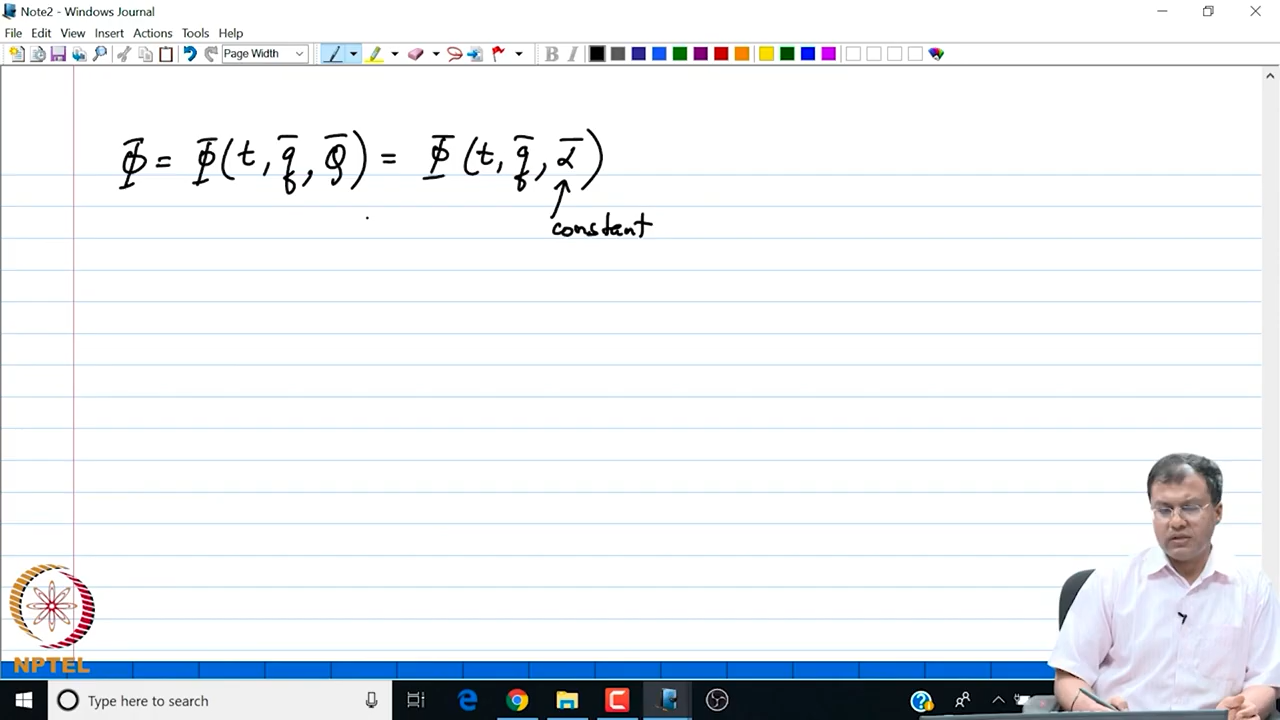 Note2 - Windows Journal
File Edit View Insert Actions Tools Help
Page Width
B I
Φ = Φ(t, q̄, Q̄) = Φ(t, q̄, ᾱ)
constant
NPTEL
Type here to search